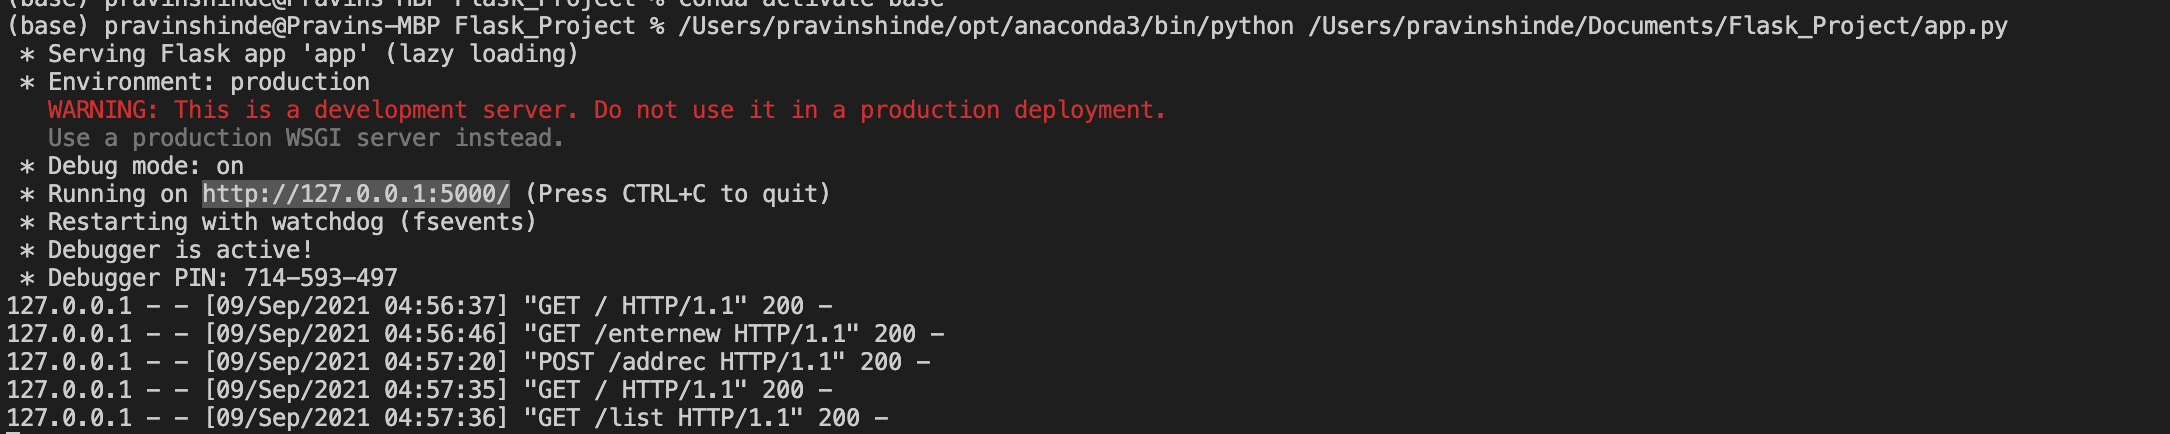 (base) pravinshinde@Pravins-MBP Flask_Project % conda activate base
(base) pravinshinde@Pravins-MBP Flask_Project % /Users/pravinshinde/opt/anaconda3/bin/python /Users/pravinshinde/Documents/Flask_Project/app.py
 * Serving Flask app 'app' (lazy loading)
 * Environment: production
   WARNING: This is a development server. Do not use it in a production deployment.
   Use a production WSGI server instead.
 * Debug mode: on
 * Running on http://127.0.0.1:5000/ (Press CTRL+C to quit)
 * Restarting with watchdog (fsevents)
 * Debugger is active!
 * Debugger PIN: 714-593-497
127.0.0.1 - - [09/Sep/2021 04:56:37] "GET / HTTP/1.1" 200 -
127.0.0.1 - - [09/Sep/2021 04:56:46] "GET /enternew HTTP/1.1" 200 -
127.0.0.1 - - [09/Sep/2021 04:57:20] "POST /addrec HTTP/1.1" 200 -
127.0.0.1 - - [09/Sep/2021 04:57:35] "GET / HTTP/1.1" 200 -
127.0.0.1 - - [09/Sep/2021 04:57:36] "GET /list HTTP/1.1" 200 -